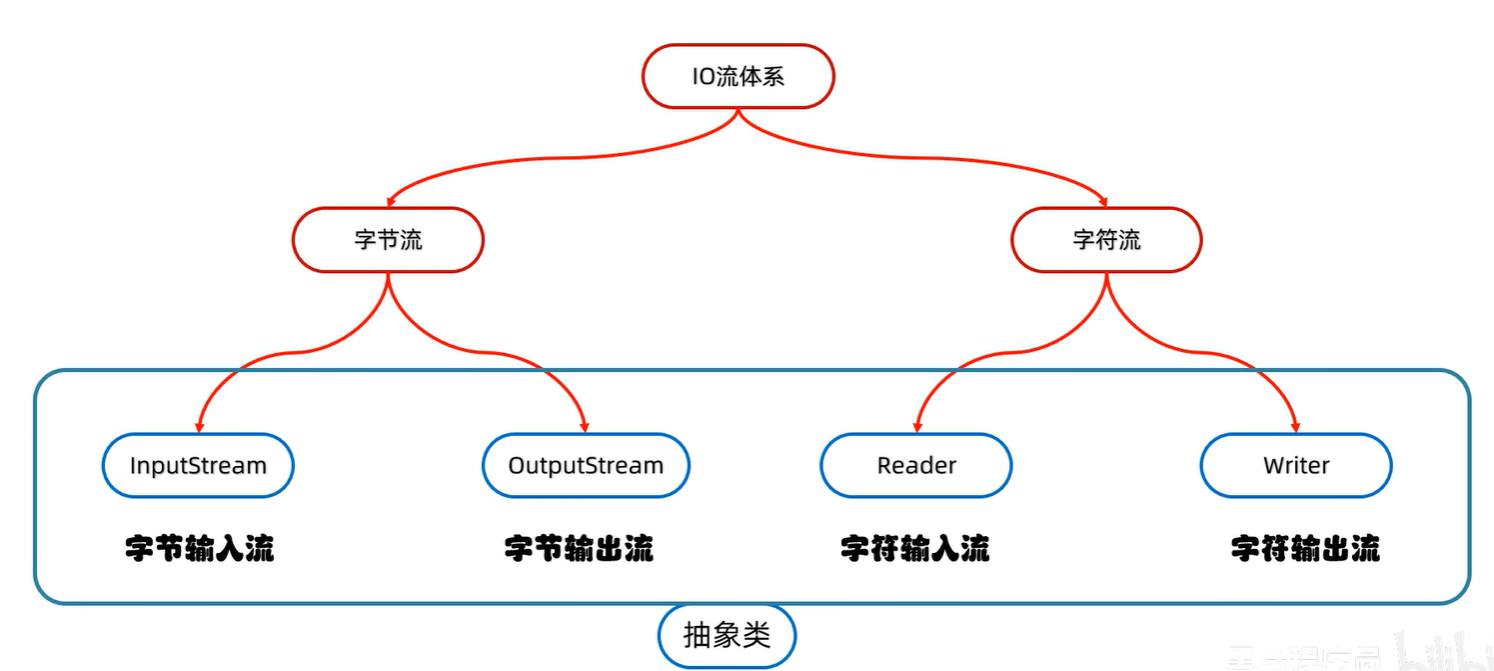 IO流体系
字节流
字符流
InputStream
OutputStream
Reader
Writer
字节输入流
字节输出流
字符输入流
字符输出流
抽象类
bilibili